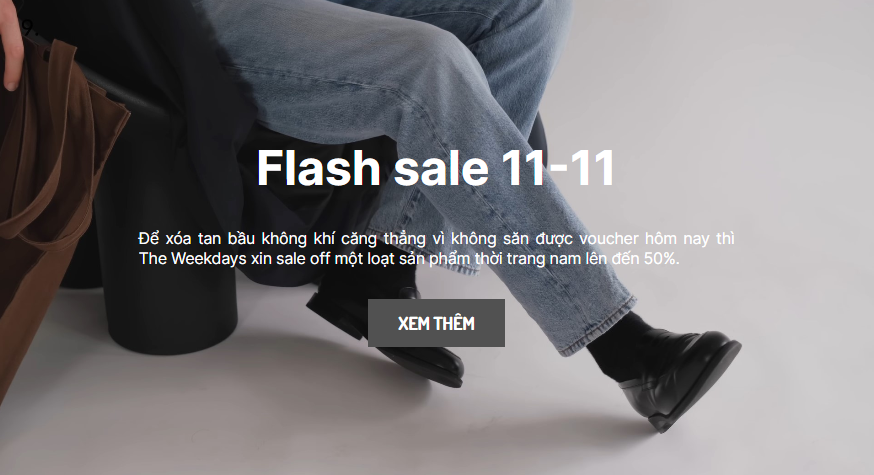 9.
Flash sale 11-11
Để xóa tan bầu không khí căng thẳng vì không săn được voucher hôm nay thì
The Weekdays xin sale off một loạt sản phẩm thời trang nam lên đến 50%.
XEM THÊM